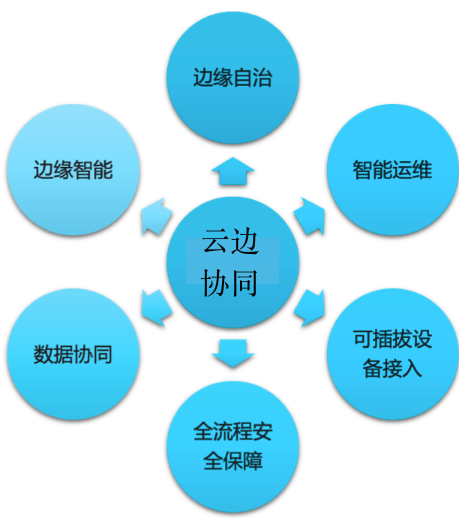 边缘自治
边缘智能
智能运维
云边
协同
数据协同
可插拔设
备接入
全流程安
全保障